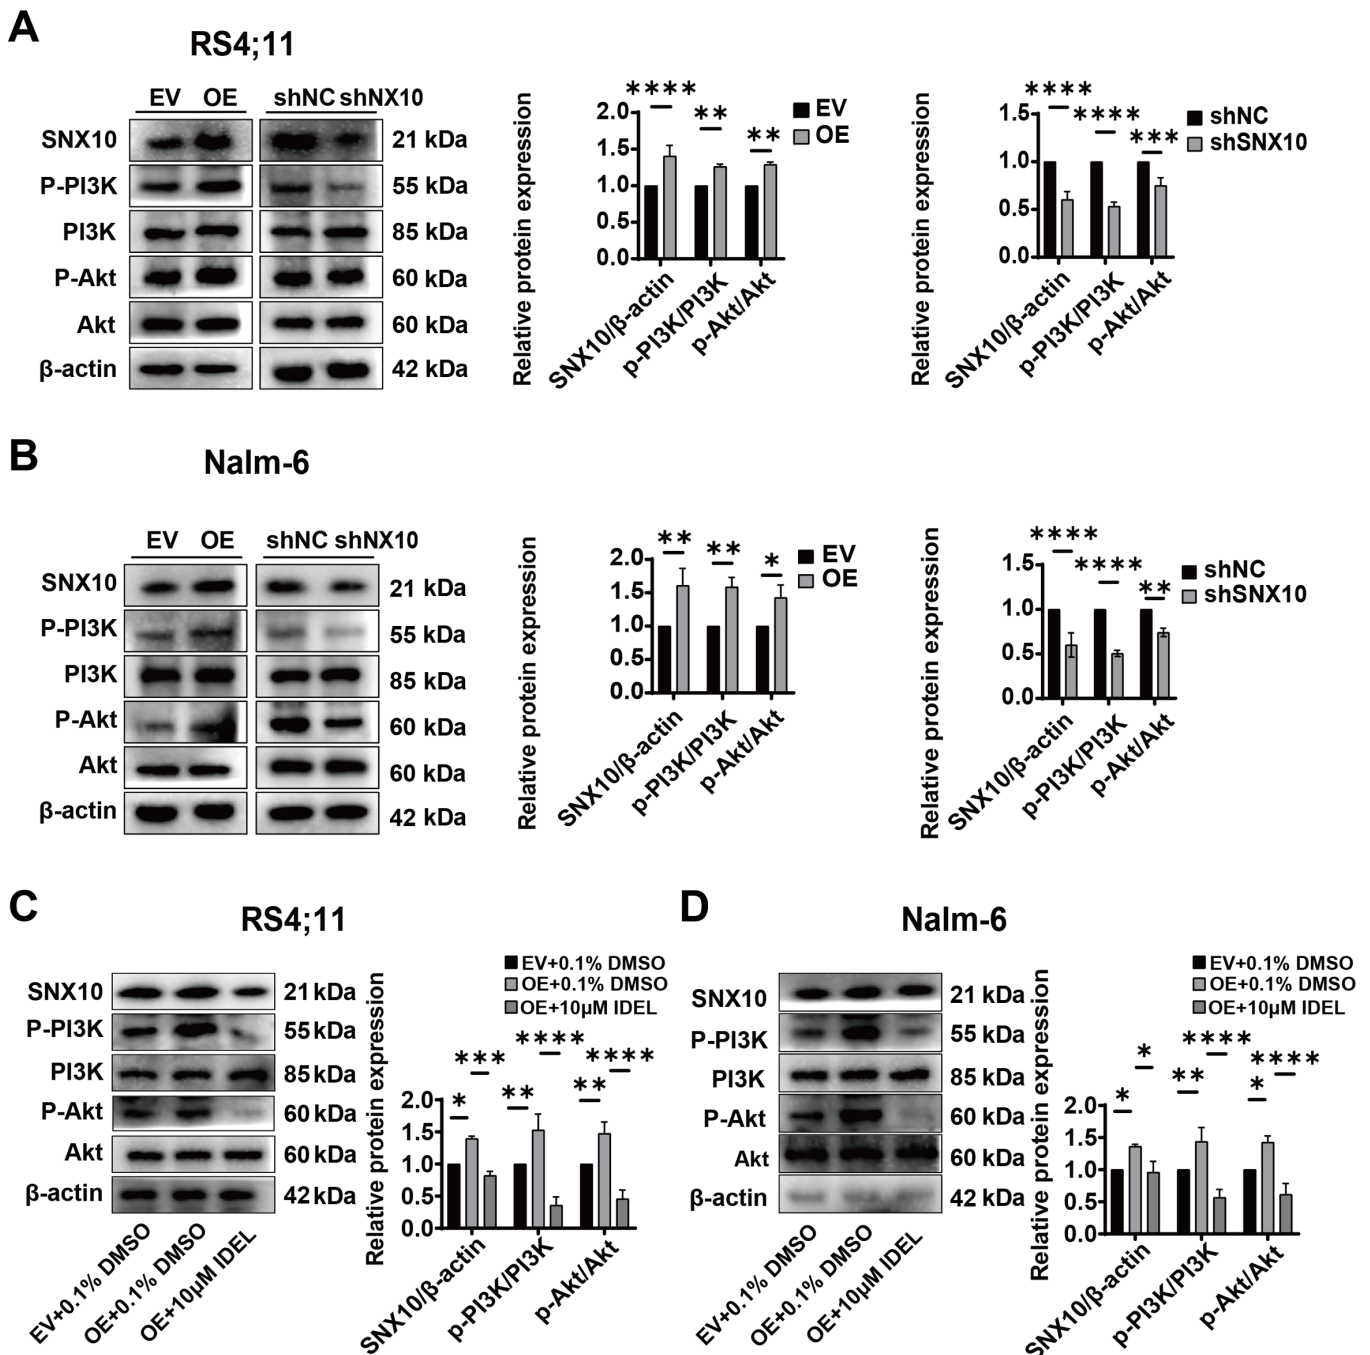 A
RS4;11
EV OE shNC shNX10
SNX10 21 kDa
P-PI3K 55 kDa
PI3K 85 kDa
P-Akt 60 kDa
Akt 60 kDa
β-actin 42 kDa
Relative protein expression
2.0
1.5
1.0
0.5
0.0
**** ** **
EV
OE
SNX10/β-actin
p-PI3K/PI3K
p-Akt/Akt
Relative protein expression
1.5
1.0
0.5
0.0
**** **** ***
shNC
shSNX10
SNX10/β-actin
p-PI3K/PI3K
p-Akt/Akt
B
Nalm-6
EV OE shNC shNX10
SNX10 21 kDa
P-PI3K 55 kDa
PI3K 85 kDa
P-Akt 60 kDa
Akt 60 kDa
β-actin 42 kDa
Relative protein expression
2.0
1.5
1.0
0.5
0.0
** ** *
EV
OE
SNX10/β-actin
p-PI3K/PI3K
p-Akt/Akt
Relative protein expression
1.5
1.0
0.5
0.0
**** **** **
shNC
shSNX10
SNX10/β-actin
p-PI3K/PI3K
p-Akt/Akt
C
RS4;11
SNX10 21 kDa
P-PI3K 55 kDa
PI3K 85 kDa
P-Akt 60 kDa
Akt 60 kDa
β-actin 42 kDa
EV+0.1% DMSO
OE+0.1% DMSO
OE+10μM IDEL
Relative protein expression
EV+0.1% DMSO
OE+0.1% DMSO
OE+10μM IDEL
2.0
1.5
1.0
0.5
0.0
* *** ** **** ** ****
SNX10/β-actin
p-PI3K/PI3K
p-Akt/Akt
D
Nalm-6
SNX10 21 kDa
P-PI3K 55 kDa
PI3K 85 kDa
P-Akt 60 kDa
Akt 60 kDa
β-actin 42 kDa
EV+0.1% DMSO
OE+0.1% DMSO
OE+10μM IDEL
Relative protein expression
EV+0.1% DMSO
OE+0.1% DMSO
OE+10μM IDEL
2.0
1.5
1.0
0.5
0.0
* * ** **** * ****
SNX10/β-actin
p-PI3K/PI3K
p-Akt/Akt